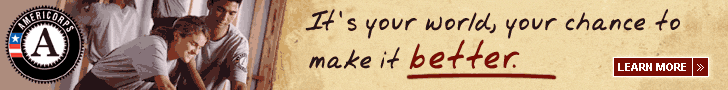 AMERICORPS
A
It's your world, your chance to
make it better.
LEARN MORE »